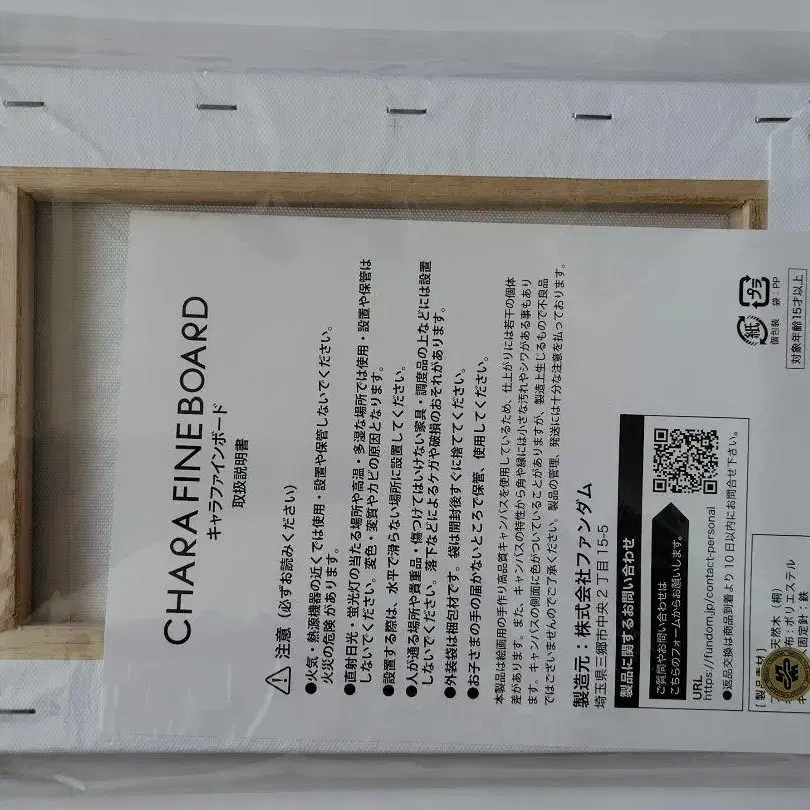 CHARA FINE BOARD
キャラファインボード
取扱説明書
注意（必ずお読みください）
●火気・熱源機器の近くでは使用・設置や保管しないでください。
火災の危険があります。
●直射日光・蛍光灯の当たる場所や高温・多湿な場所では使用・設置や保管は
しないでください。変色・変質やカビの原因となります。
●設置する際は、水平で滑らない場所に設置してください。
●人が通る場所や貴重品・傷つけてはいけない家具・調度品の上などには設置
しないでください。落下などによるケガや破損のおそれがあります。
●外装袋は梱包材です。袋は開封後すぐに捨ててください。
●お子さまの手の届かないところで保管、使用してください。
本製品は絵画用の手作り高品質キャンバスを使用しているため、仕上がりには若干の個体
差があります。また、キャンバスの特性から角や縁には小さな汚れやシワがある事もあり
ます。キャンバスの側面に色がついていることがありますが、製造上生じるもので不良品
ではございませんのでご了承ください。製品の管理、発送には十分な注意を払っております。
製造元：株式会社ファンダム
埼玉県三郷市中央2丁目15-5
製品に関するお問い合わせ
ご質問やお問い合わせは
こちらのフォームからお願いします。
URL
https://fundom.jp/contact-personal
●返品交換は商品到着より10日以内にお問合せ下さい。
[製品素材]
天然木（桐）
布：ポリエステル
固定針：鉄
紙
プラ
個包装 袋：PP
対象年齢15才以上